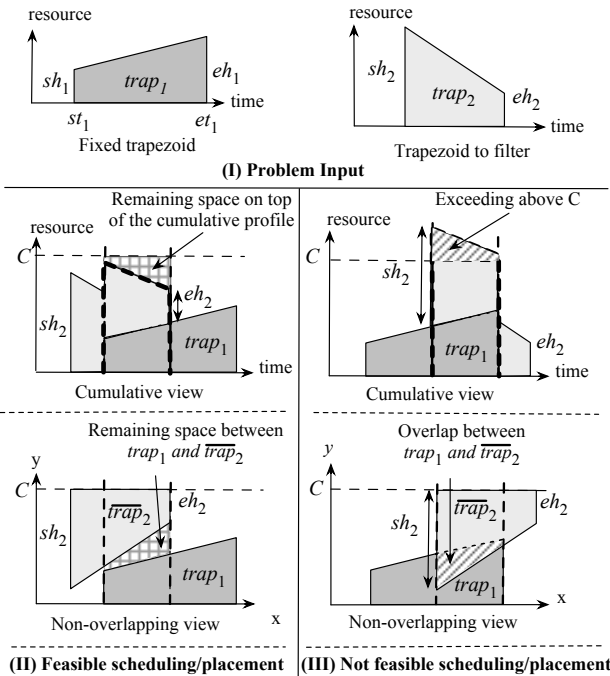 resource
sh1
trap1
eh1
time
st1
et1
Fixed trapezoid
resource
sh2
trap2
eh2
time
Trapezoid to filter
(I) Problem Input
Remaining space on top
of the cumulative profile
resource
C
eh2
sh2
trap1
time
Cumulative view
Exceeding above C
resource
C
sh2
trap1
eh2
time
Cumulative view
Remaining space between
trap1 and trap2
y
C
trap2
eh2
sh2
trap1
x
Non-overlapping view
Overlap between
trap1 and trap2
y
C
trap2
eh2
sh2
trap1
x
Non-overlapping view
(II) Feasible scheduling/placement
(III) Not feasible scheduling/placement